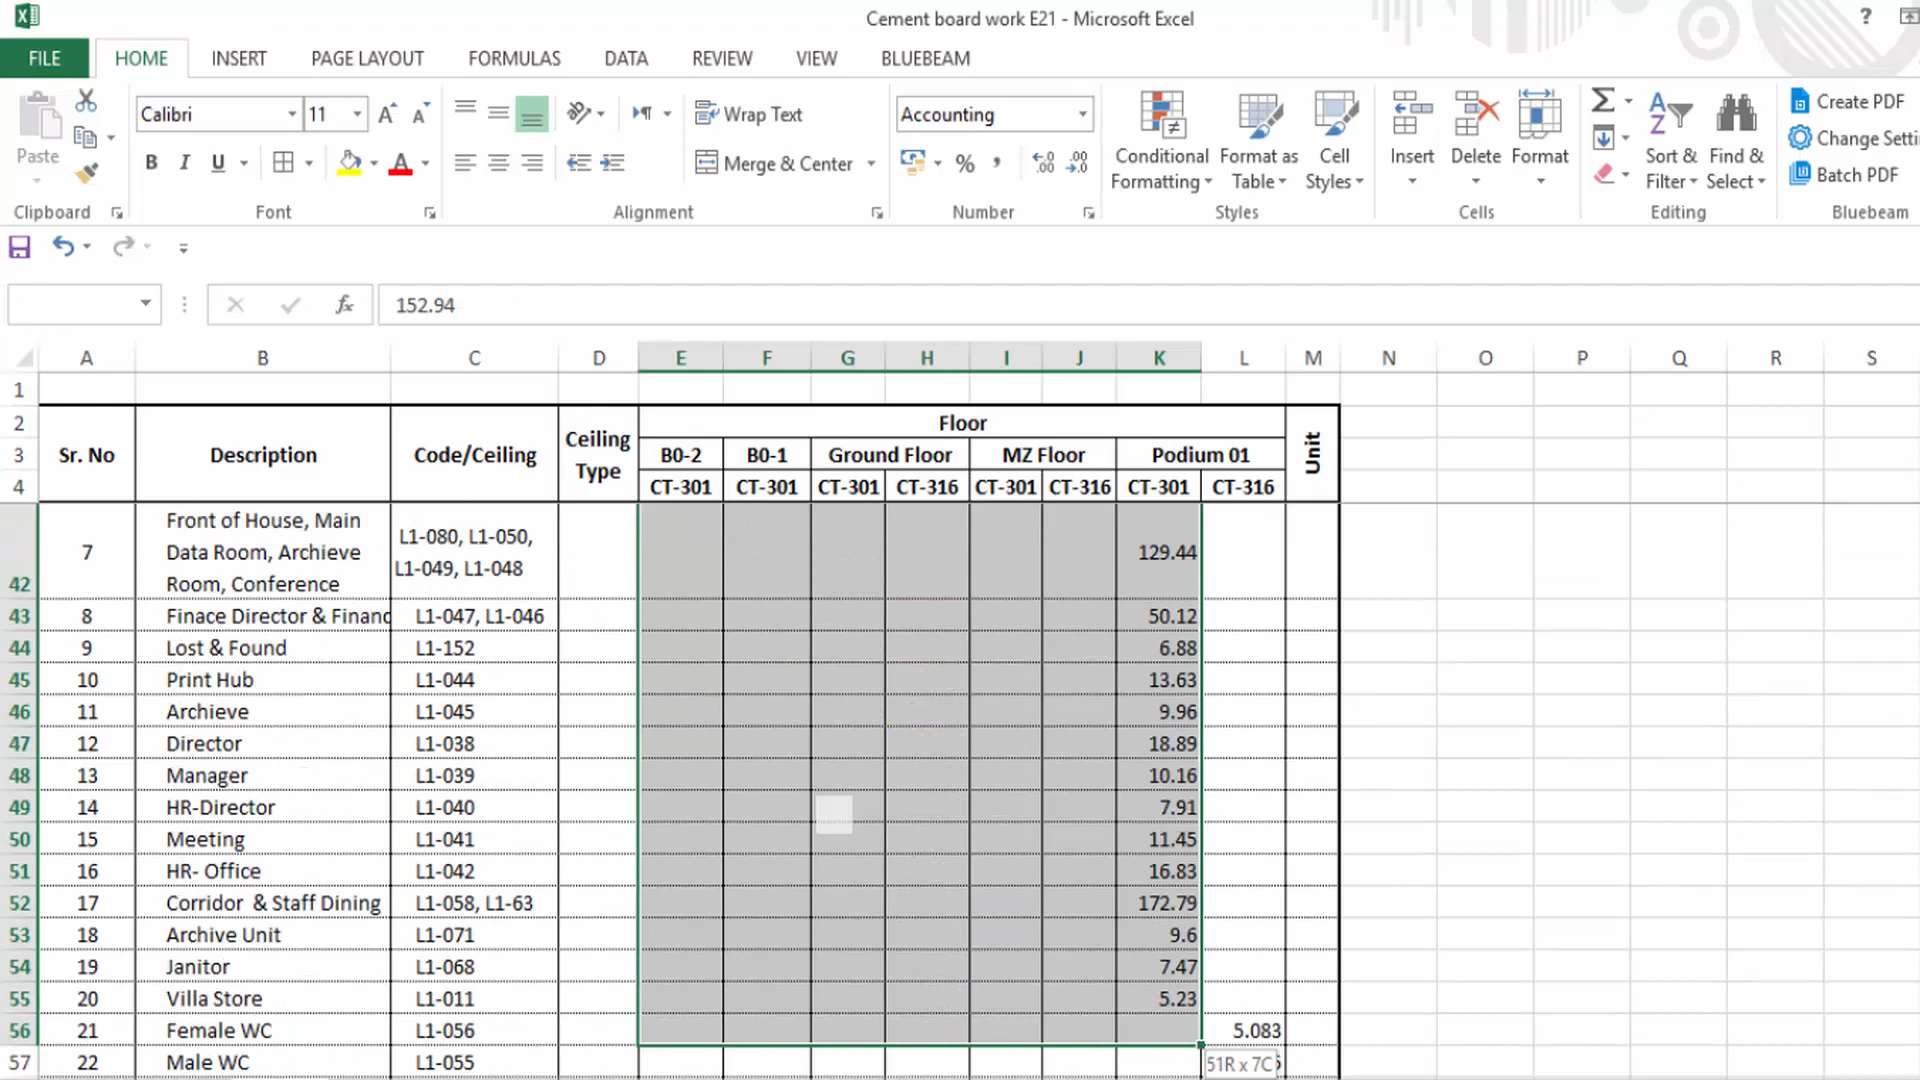 Cement board work E21 - Microsoft Excel
?
FILE HOME INSERT PAGE LAYOUT FORMULAS DATA REVIEW VIEW BLUEBEAM
Paste
Clipboard
Calibri 11
B I U
Font
Wrap Text
Merge & Center
Alignment
Accounting
%
Number
Conditional Formatting
Format as Table
Cell Styles
Styles
Insert
Delete
Format
Cells
Sort & Filter
Find & Select
Editing
Create PDF
Change Setti
Batch PDF
Bluebeam
fx 152.94
A B C D E F G H I J K L M N O P Q R S
1
2 Floor
3 Sr. No Description Code/Ceiling Ceiling Type B0-2 B0-1 Ground Floor MZ Floor Podium 01 Unit
4 CT-301 CT-301 CT-301 CT-316 CT-301 CT-316 CT-301 CT-316
42 7 Front of House, Main Data Room, Archieve Room, Conference L1-080, L1-050, L1-049, L1-048 129.44
43 8 Finace Director & Financ L1-047, L1-046 50.12
44 9 Lost & Found L1-152 6.88
45 10 Print Hub L1-044 13.63
46 11 Archieve L1-045 9.96
47 12 Director L1-038 18.89
48 13 Manager L1-039 10.16
49 14 HR-Director L1-040 7.91
50 15 Meeting L1-041 11.45
51 16 HR- Office L1-042 16.83
52 17 Corridor & Staff Dining L1-058, L1-63 172.79
53 18 Archive Unit L1-071 9.6
54 19 Janitor L1-068 7.47
55 20 Villa Store L1-011 5.23
56 21 Female WC L1-056 5.083
57 22 Male WC L1-055
51R x 7C